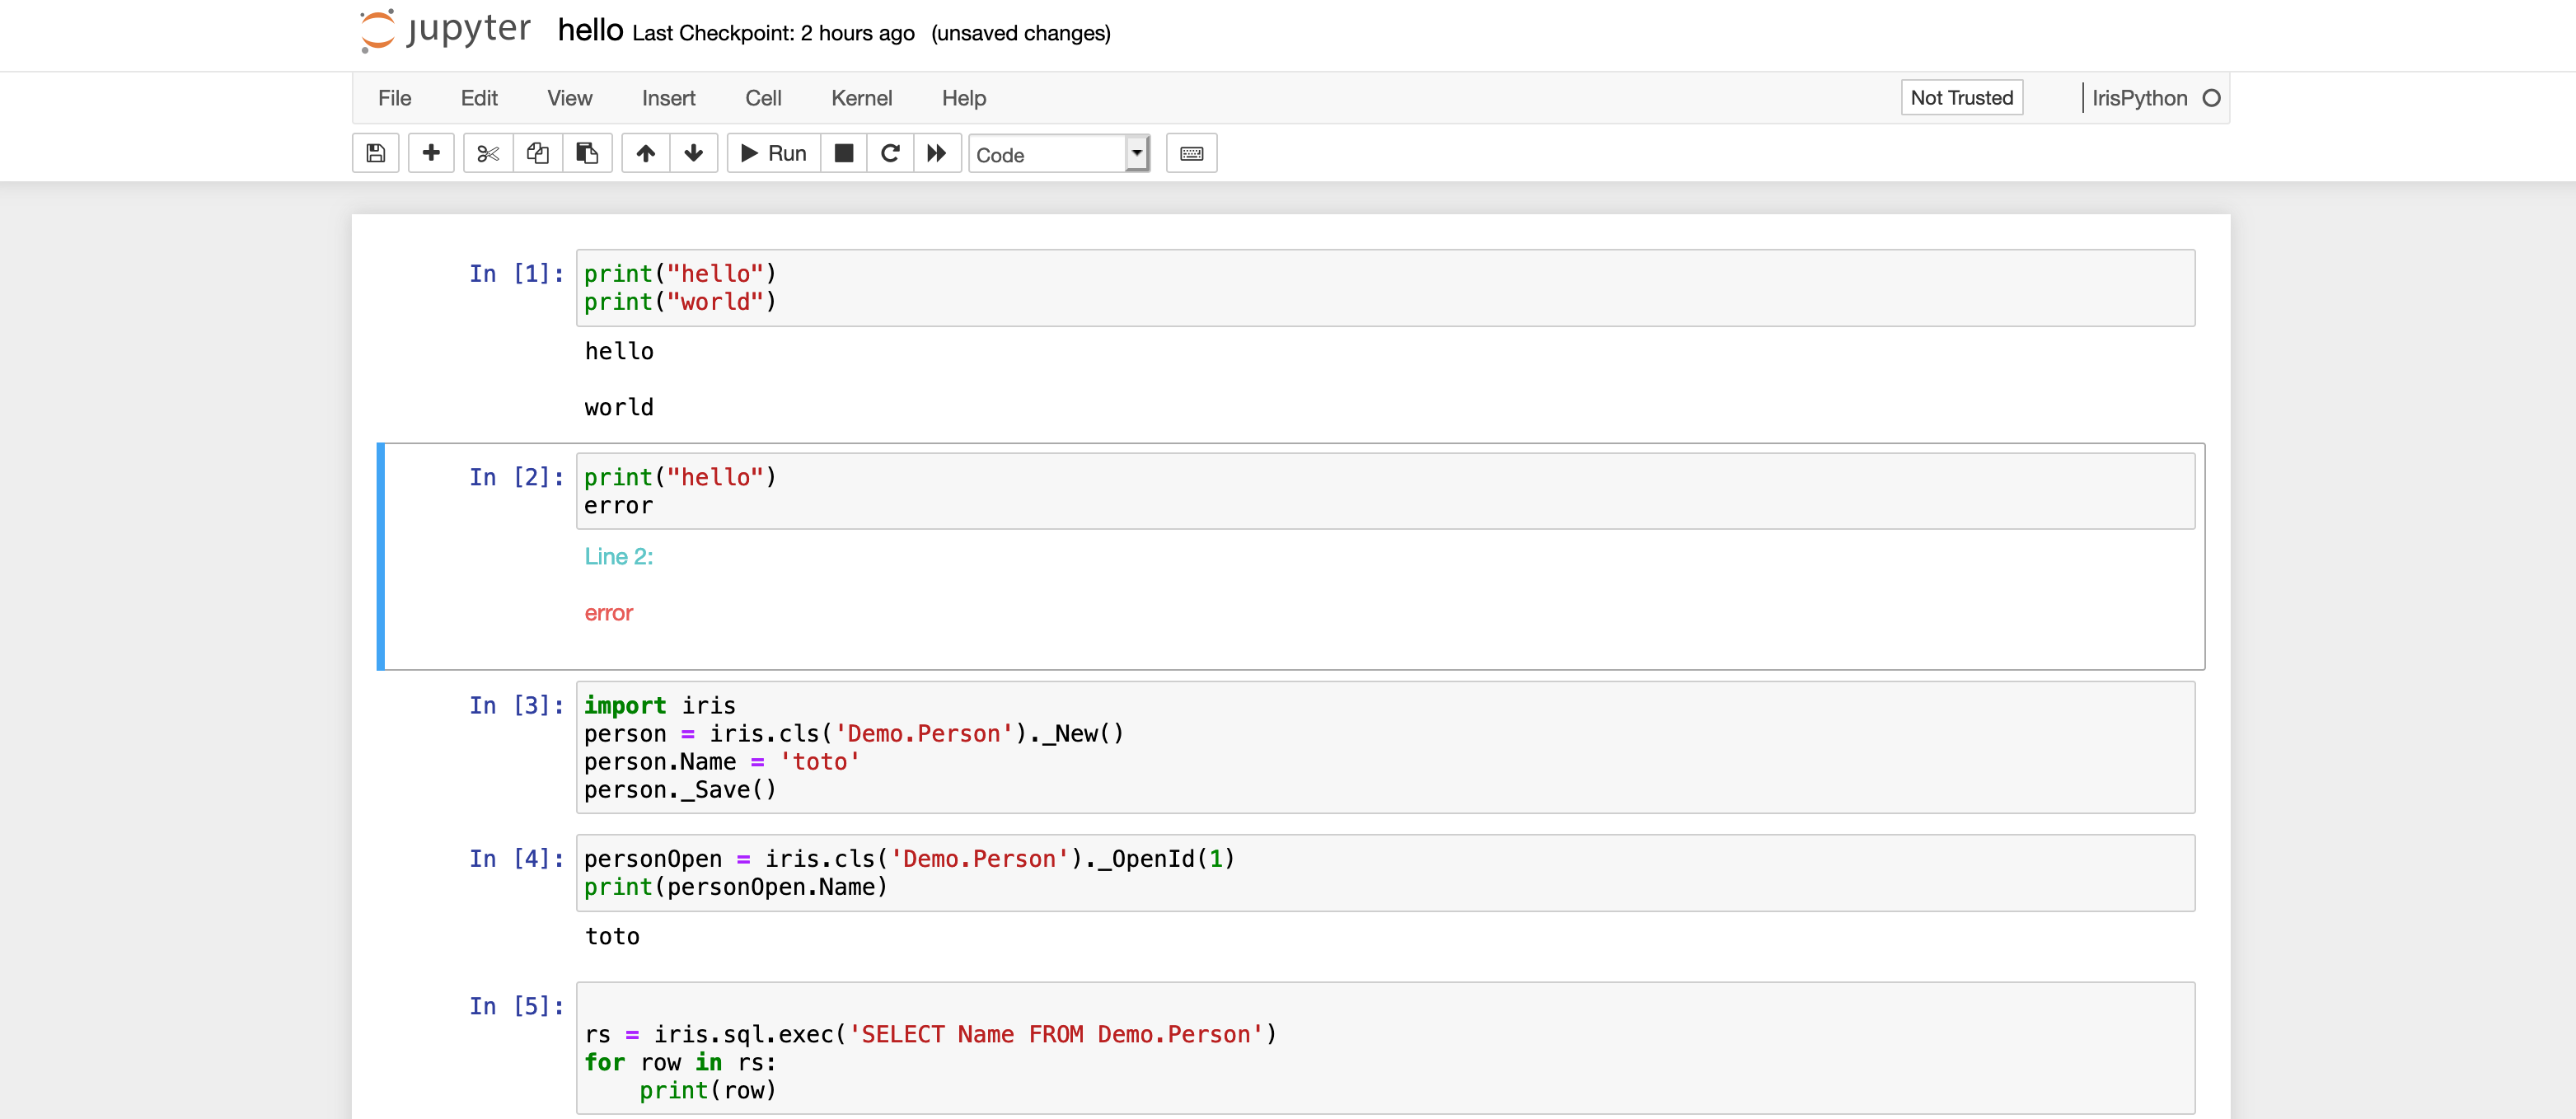 jupyter hello Last Checkpoint: 2 hours ago (unsaved changes)
File Edit View Insert Cell Kernel Help Not Trusted IrisPython
Run Code
In [1]: print("hello")
print("world")
hello
world
In [2]: print("hello")
error
Line 2:
error
In [3]: import iris
person = iris.cls('Demo.Person')._New()
person.Name = 'toto'
person._Save()
In [4]: personOpen = iris.cls('Demo.Person')._OpenId(1)
print(personOpen.Name)
toto
In [5]:
rs = iris.sql.exec('SELECT Name FROM Demo.Person')
for row in rs:
    print(row)